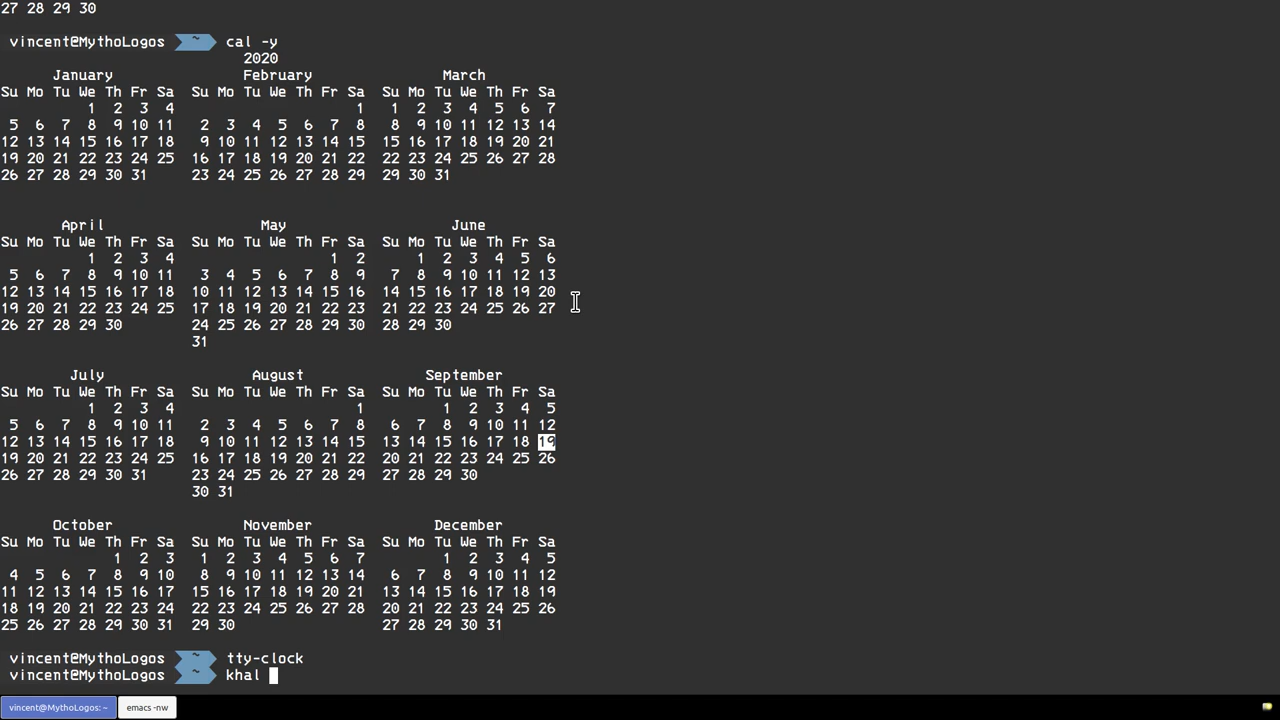 27 28 29 30
vincent@MythoLogos ~ cal -y
2020
January February March
Su Mo Tu We Th Fr Sa Su Mo Tu We Th Fr Sa Su Mo Tu We Th Fr Sa
1 2 3 4 1 1 2 3 4 5 6 7
5 6 7 8 9 10 11 2 3 4 5 6 7 8 8 9 10 11 12 13 14
12 13 14 15 16 17 18 9 10 11 12 13 14 15 15 16 17 18 19 20 21
19 20 21 22 23 24 25 16 17 18 19 20 21 22 22 23 24 25 26 27 28
26 27 28 29 30 31 23 24 25 26 27 28 29 29 30 31
April May June
Su Mo Tu We Th Fr Sa Su Mo Tu We Th Fr Sa Su Mo Tu We Th Fr Sa
1 2 3 4 1 2 1 2 3 4 5 6
5 6 7 8 9 10 11 3 4 5 6 7 8 9 7 8 9 10 11 12 13
12 13 14 15 16 17 18 10 11 12 13 14 15 16 14 15 16 17 18 19 20
19 20 21 22 23 24 25 17 18 19 20 21 22 23 21 22 23 24 25 26 27
26 27 28 29 30 24 25 26 27 28 29 30 28 29 30
31
July August September
Su Mo Tu We Th Fr Sa Su Mo Tu We Th Fr Sa Su Mo Tu We Th Fr Sa
1 2 3 4 1 1 2 3 4 5
5 6 7 8 9 10 11 2 3 4 5 6 7 8 6 7 8 9 10 11 12
12 13 14 15 16 17 18 9 10 11 12 13 14 15 13 14 15 16 17 18 19
19 20 21 22 23 24 25 16 17 18 19 20 21 22 20 21 22 23 24 25 26
26 27 28 29 30 31 23 24 25 26 27 28 29 27 28 29 30
30 31
October November December
Su Mo Tu We Th Fr Sa Su Mo Tu We Th Fr Sa Su Mo Tu We Th Fr Sa
1 2 3 1 2 3 4 5 6 7 1 2 3 4 5
4 5 6 7 8 9 10 8 9 10 11 12 13 14 6 7 8 9 10 11 12
11 12 13 14 15 16 17 15 16 17 18 19 20 21 13 14 15 16 17 18 19
18 19 20 21 22 23 24 22 23 24 25 26 27 28 20 21 22 23 24 25 26
25 26 27 28 29 30 31 29 30 27 28 29 30 31
vincent@MythoLogos ~ tty-clock
vincent@MythoLogos ~ khal
vincent@MythoLogos: ~ emacs -nw